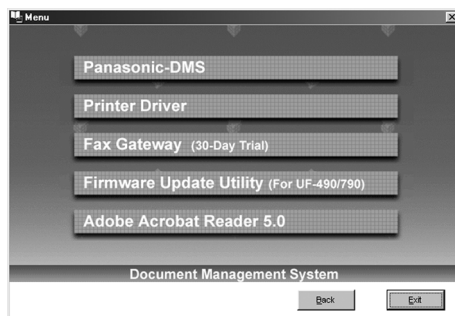 Menu
Panasonic-DMS
Printer Driver
Fax Gateway (30-Day Trial)
Firmware Update Utility (For UF-490/790)
Adobe Acrobat Reader 5.0
Document Management System
Back Exit